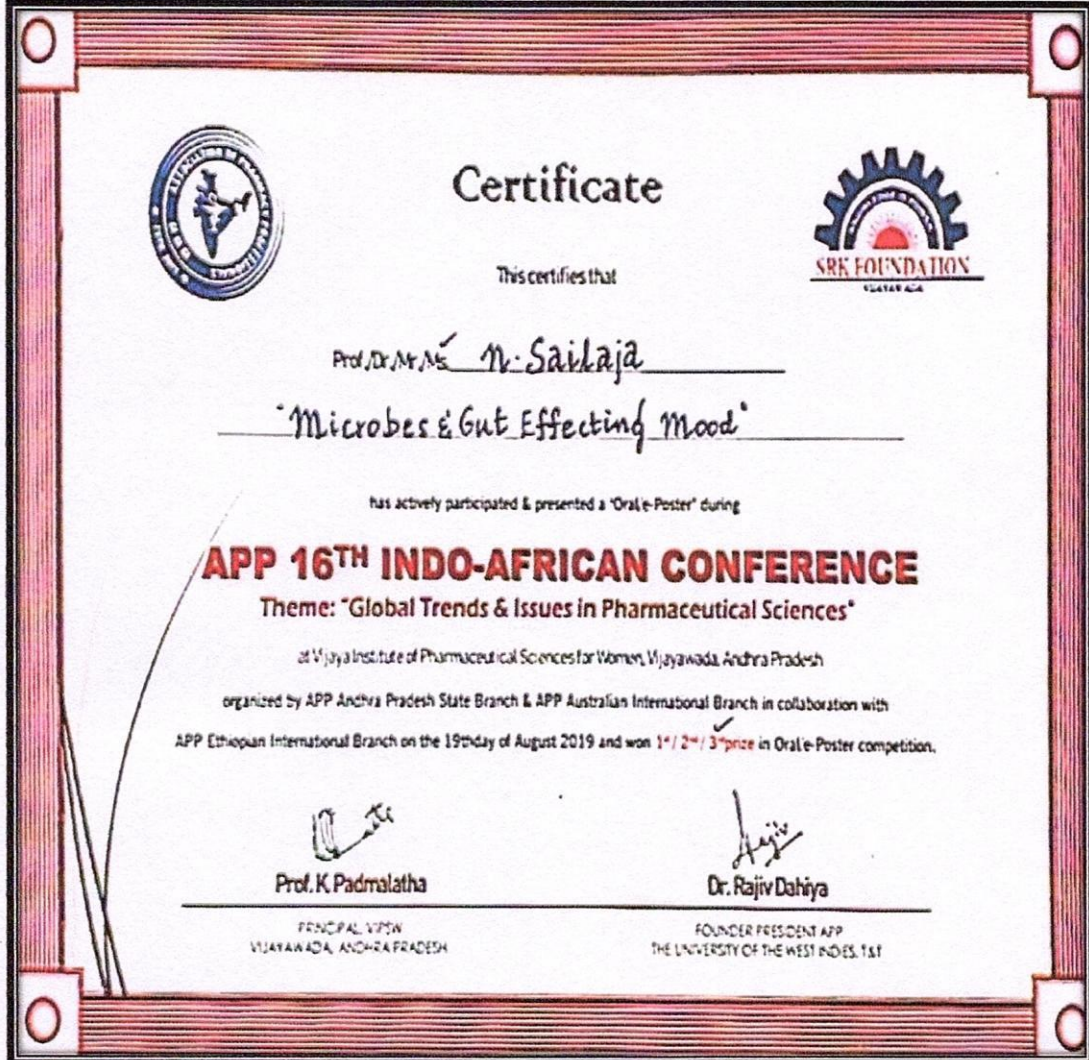 Certificate
SRK FOUNDATION
VIJAYAWADA
This certifies that
Prof./Dr./Mr./Ms ✓ N. Sailaja
"Microbes & Gut Effecting Mood"
has actively participated & presented a "Oral/e-Poster" during
APP 16TH INDO-AFRICAN CONFERENCE
Theme: "Global Trends & Issues in Pharmaceutical Sciences"
at Vijaya Institute of Pharmaceutical Sciences for Women, Vijayawada, Andhra Pradesh
organized by APP Andhra Pradesh State Branch & APP Australian International Branch in collaboration with
APP Ethiopian International Branch on the 19thday of August 2019 and won 1st / 2nd / 3rd ✓ prize in Oral/e-Poster competition.
Prof. K. Padmalatha
Dr. Rajiv Dahiya
PRINCIPAL, VIPSW
FOUNDER PRESIDENT APP
VIJAYAWADA, ANDHRA PRADESH
THE UNIVERSITY OF THE WEST INDIES, T&T